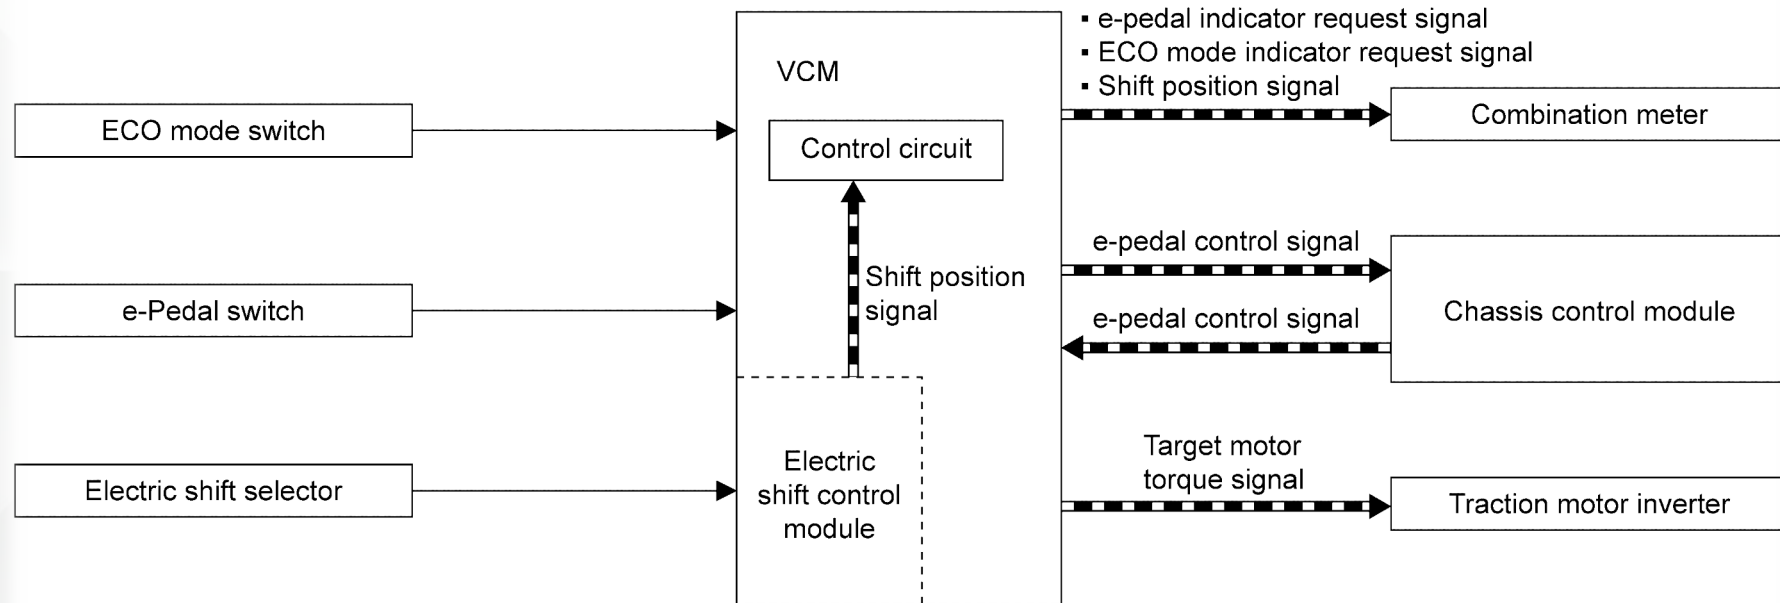 ▪ e-pedal indicator request signal
▪ ECO mode indicator request signal
▪ Shift position signal
VCM
ECO mode switch
Control circuit
Combination meter
e-pedal control signal
Shift position
signal
e-Pedal switch
e-pedal control signal
Chassis control module
Electric shift selector
Electric
shift control
module
Target motor
torque signal
Traction motor inverter